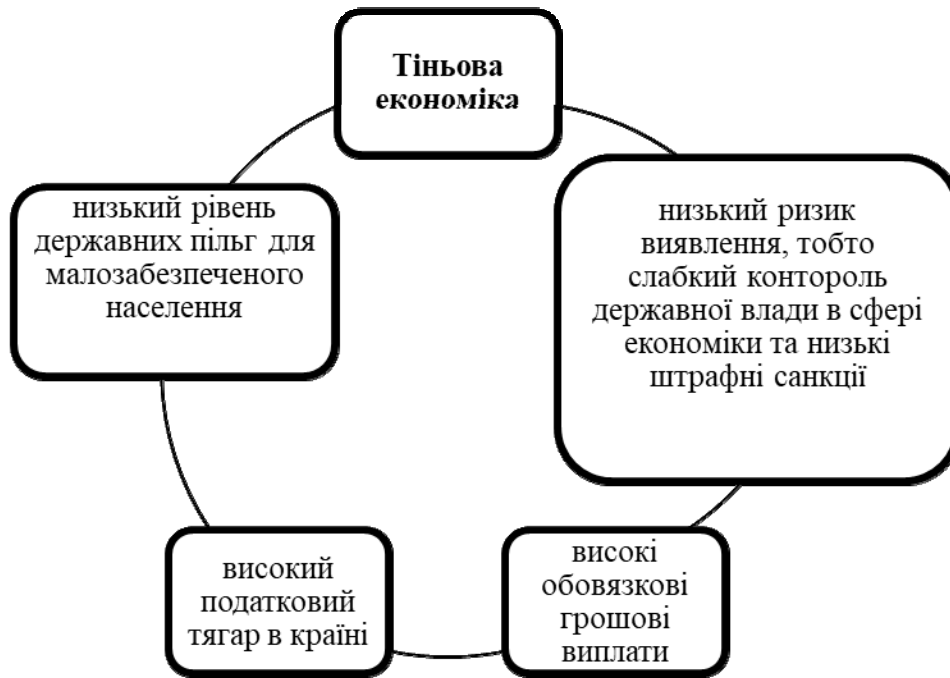 Тіньова
економіка
низький рівень
державних пільг для
малозабезпеченого
населення
низький ризик
виявлення, тобто
слабкий контороль
державної влади в сфері
економіки та низькі
штрафні санкції
високий
податковий
тягар в країні
високі
обовязкові
грошові
виплати